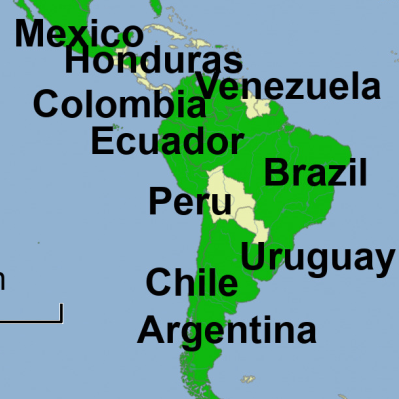 Mexico
Honduras
Venezuela
Colombia
Ecuador
Brazil
Peru
Uruguay
Chile
Argentina